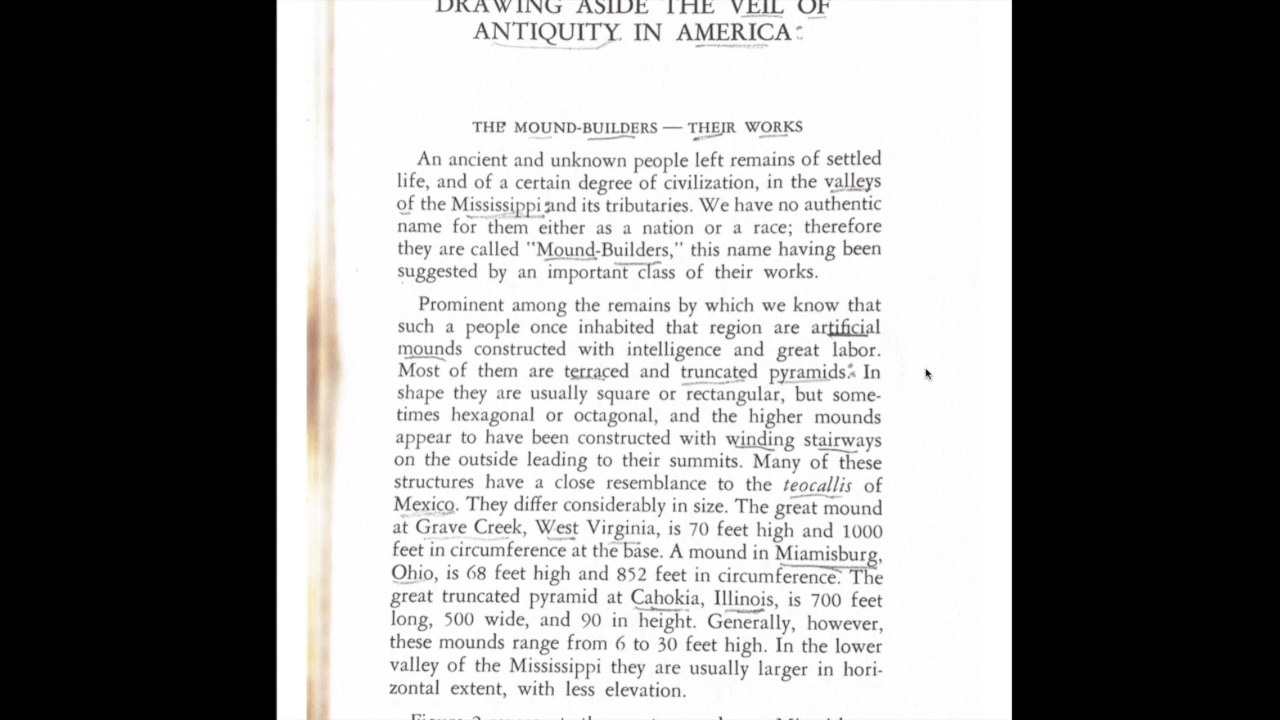 DRAWING ASIDE THE VEIL OF
ANTIQUITY IN AMERICA
THE MOUND-BUILDERS — THEIR WORKS
An ancient and unknown people left remains of settled
life, and of a certain degree of civilization, in the valleys
of the Mississippi and its tributaries. We have no authentic
name for them either as a nation or a race; therefore
they are called "Mound-Builders," this name having been
suggested by an important class of their works.
Prominent among the remains by which we know that
such a people once inhabited that region are artificial
mounds constructed with intelligence and great labor.
Most of them are terraced and truncated pyramids. In
shape they are usually square or rectangular, but some-
times hexagonal or octagonal, and the higher mounds
appear to have been constructed with winding stairways
on the outside leading to their summits. Many of these
structures have a close resemblance to the teocallis of
Mexico. They differ considerably in size. The great mound
at Grave Creek, West Virginia, is 70 feet high and 1000
feet in circumference at the base. A mound in Miamisburg,
Ohio, is 68 feet high and 852 feet in circumference. The
great truncated pyramid at Cahokia, Illinois, is 700 feet
long, 500 wide, and 90 in height. Generally, however,
these mounds range from 6 to 30 feet high. In the lower
valley of the Mississippi they are usually larger in hori-
zontal extent, with less elevation.